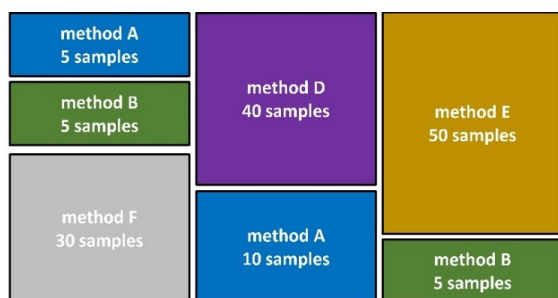 method A
5 samples
method B
5 samples
method F
30 samples
method D
40 samples
method A
10 samples
method E
50 samples
method B
5 samples